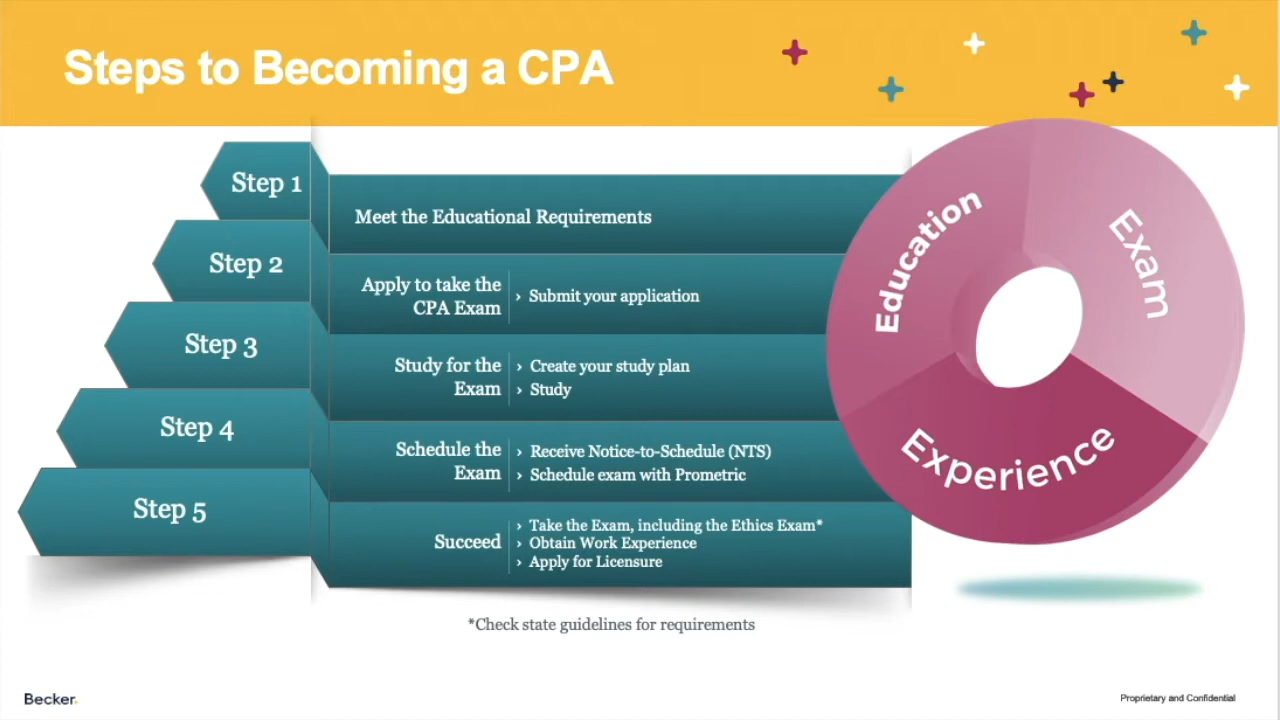 Steps to Becoming a CPA
Step 1
Meet the Educational Requirements
Step 2
Apply to take the
CPA Exam
› Submit your application
Step 3
Study for the
Exam
› Create your study plan
› Study
Step 4
Schedule the
Exam
› Receive Notice-to-Schedule (NTS)
› Schedule exam with Prometric
Step 5
Succeed
› Take the Exam, including the Ethics Exam*
› Obtain Work Experience
› Apply for Licensure
Education
Exam
Experience
*Check state guidelines for requirements
Becker.
Proprietary and Confidential